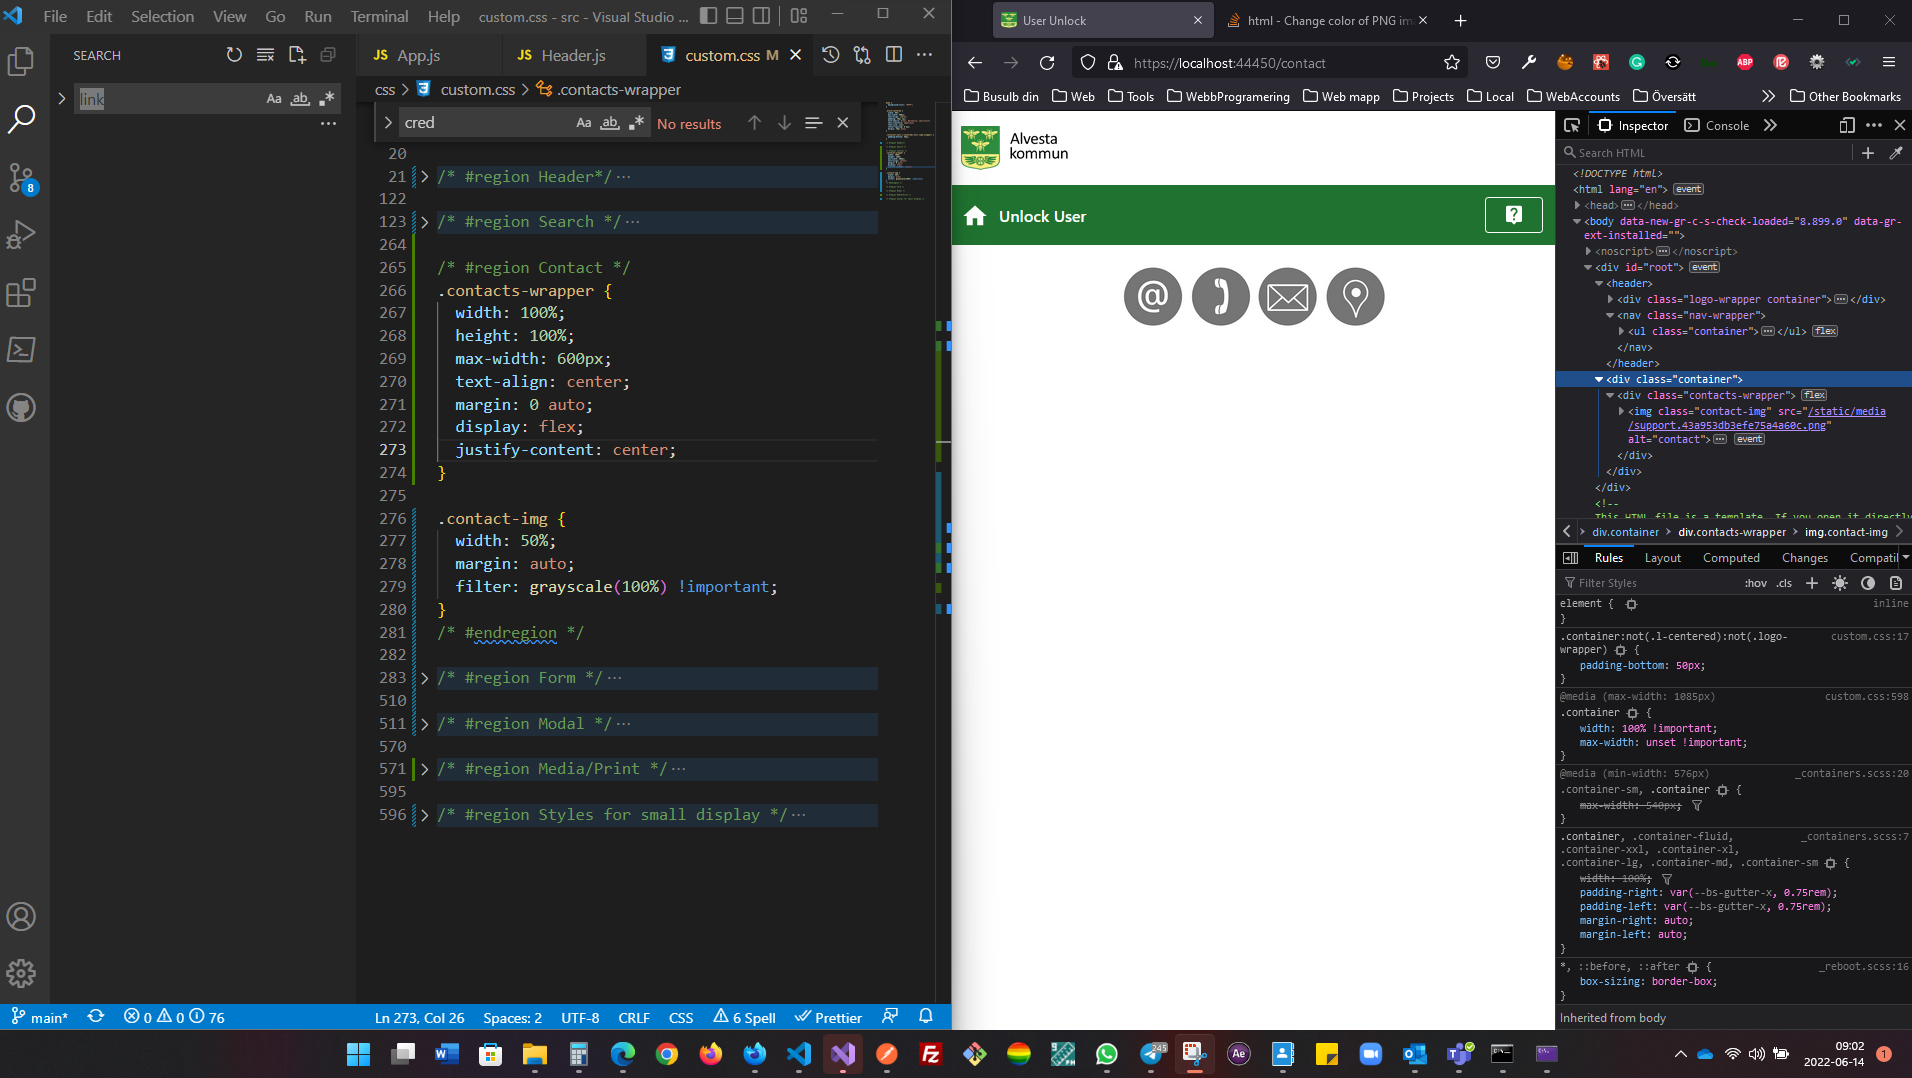 File Edit Selection View Go Run Terminal Help custom.css - src - Visual Studio ...
SEARCH
link
Aa ab
App.js
Header.js
custom.css M
css > custom.css > .contacts-wrapper
cred
Aa ab
No results
20
21 /* #region Header*/ ...
122
123 /* #region Search */ ...
264
265 /* #region Contact */
266 .contacts-wrapper {
267 width: 100%;
268 height: 100%;
269 max-width: 600px;
270 text-align: center;
271 margin: 0 auto;
272 display: flex;
273 justify-content: center;
274 }
275
276 .contact-img {
277 width: 50%;
278 margin: auto;
279 filter: grayscale(100%) !important;
280 }
281 /* #endregion */
282
283 /* #region Form */ ...
510
511 /* #region Modal */ ...
570
571 /* #region Media/Print */ ...
595
596 /* #region Styles for small display */ ...
8
main* 0 0 76
Ln 273, Col 26 Spaces: 2 UTF-8 CRLF CSS 6 Spell Prettier
User Unlock
html - Change color of PNG im
https://localhost:44450/contact
Busulb din Web Tools WebbProgramering Web mapp Projects Local WebAccounts Översätt Other Bookmarks
Alvesta
kommun
Unlock User
Inspector Console
Search HTML
<!DOCTYPE html>
<html lang="en"> event
<head> ... </head>
<body data-new-gr-c-s-check-loaded="8.899.0" data-gr-
ext-installed="">
<noscript> ... </noscript>
<div id="root"> event
<header>
<div class="logo-wrapper container"> ... </div>
<nav class="nav-wrapper">
<ul class="container"> ... </ul> flex
</nav>
</header>
<div class="container">
<div class="contacts-wrapper"> flex
<img class="contact-img" src="/static/media
/support.43a953db3efe75a4a60c.png"
alt="contact"> ... event
</div>
</div>
</div>
<!--
This HTML file is a template. If you open it directly
div.container > div.contacts-wrapper > img.contact-img
Rules Layout Computed Changes Compatil
Filter Styles :hov .cls
element { inline
}
.container:not(.l-centered):not(.logo- custom.css:17
wrapper) {
padding-bottom: 50px;
}
@media (max-width: 1085px) custom.css:598
.container {
width: 100% !important;
max-width: unset !important;
}
@media (min-width: 576px) _containers.scss:20
.container-sm, .container {
max-width: 540px;
}
.container, .container-fluid, _containers.scss:7
.container-xxl, .container-xl,
.container-lg, .container-md, .container-sm {
width: 100%;
padding-right: var(--bs-gutter-x, 0.75rem);
padding-left: var(--bs-gutter-x, 0.75rem);
margin-right: auto;
margin-left: auto;
}
*, ::before, ::after { _reboot.scss:16
box-sizing: border-box;
}
Inherited from body
245
09:02
2022-06-14
1